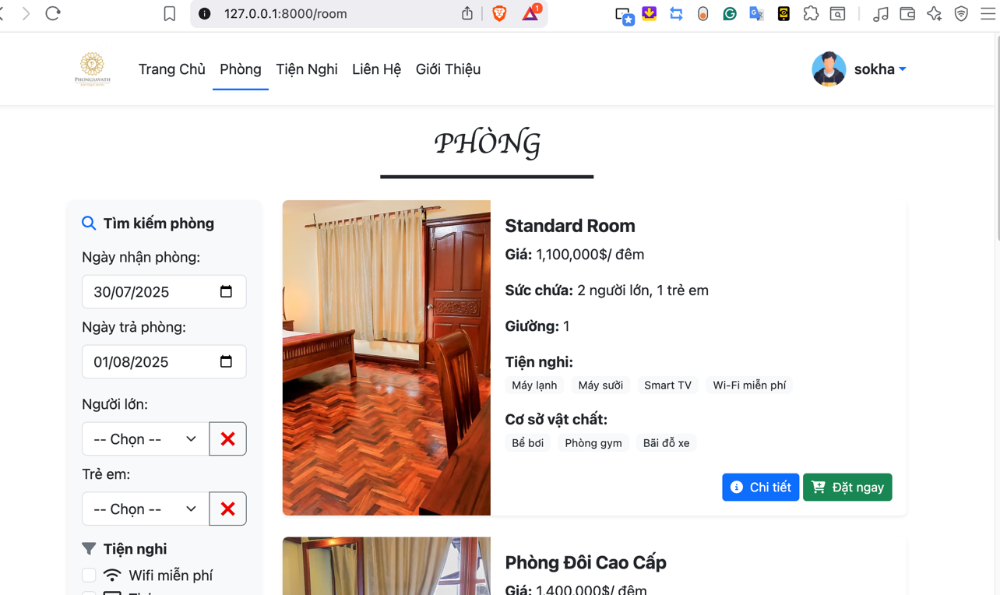 127.0.0.1:8000/room
1
PHONGSAVATH
Trang Chủ Phòng Tiện Nghi Liên Hệ Giới Thiệu
sokha
PHÒNG
Tìm kiếm phòng
Ngày nhận phòng:
30/07/2025
Ngày trả phòng:
01/08/2025
Người lớn:
-- Chọn --
Trẻ em:
-- Chọn --
Tiện nghi
Wifi miễn phí
Standard Room
Giá: 1,100,000$/ đêm
Sức chứa: 2 người lớn, 1 trẻ em
Giường: 1
Tiện nghi:
Máy lạnh Máy sưởi Smart TV Wi-Fi miễn phí
Cơ sở vật chất:
Bể bơi Phòng gym Bãi đỗ xe
Chi tiết Đặt ngay
Phòng Đôi Cao Cấp
Giá: 1,400,000$/ đêm